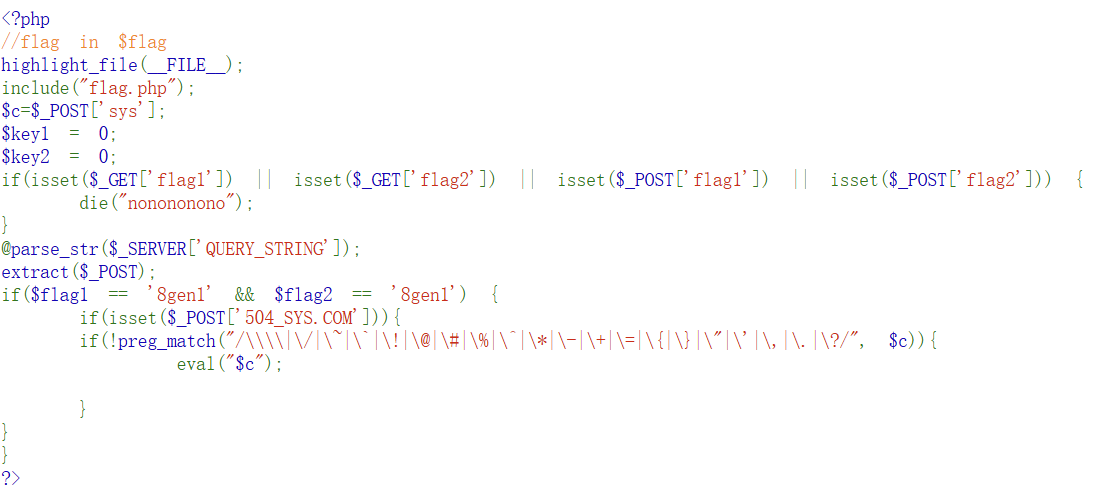 <?php
//flag in $flag
highlight_file(__FILE__);
include("flag.php");
$c=$_POST['sys'];
$key1 = 0;
$key2 = 0;
if(isset($_GET['flag1']) || isset($_GET['flag2']) || isset($_POST['flag1']) || isset($_POST['flag2'])) {
die("nonononono");
}
@parse_str($_SERVER['QUERY_STRING']);
extract($_POST);
if($flag1 == '8gen1' && $flag2 == '8gen1') {
if(isset($_POST['504_SYS.COM'])){
if(!preg_match("/\\\\|\/|\~|\`|\!|\@|\#|\%|\^|\*|\-|\+|\=|\{|\}|\"|\'|\,|\.|\?/", $c)){
eval("$c");
}
}
}
?>